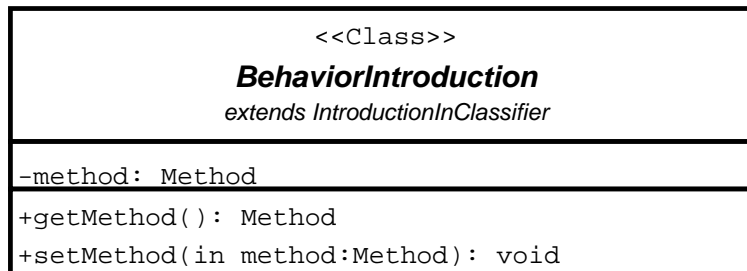 <<Class>>
BehaviorIntroduction
extends IntroductionInClassifier
-method: Method
+getMethod(): Method
+setMethod(in method:Method): void